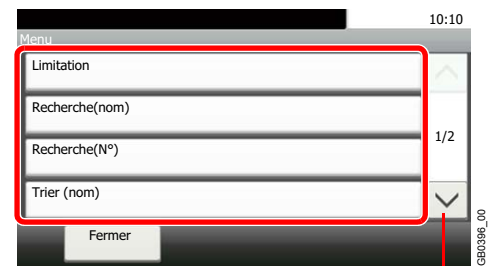 10:10
Menu
Limitation
Recherche(nom)
Recherche(N°)
1/2
Trier (nom)
Fermer
GB0396_00